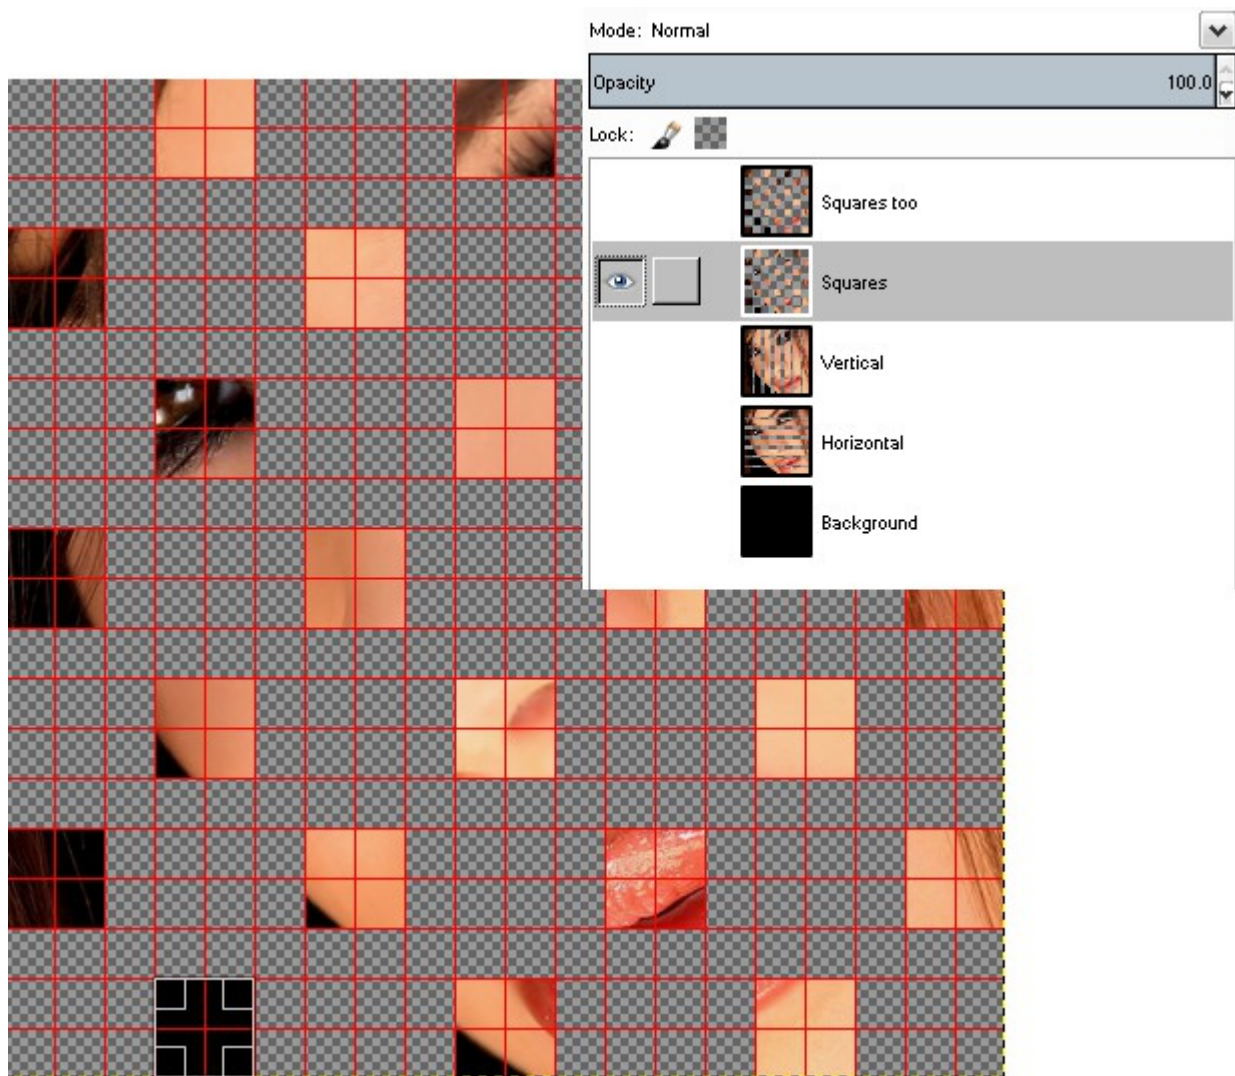 Mode: Normal
Opacity 100.0
Lock:
Squares too
Squares
Vertical
Horizontal
Background